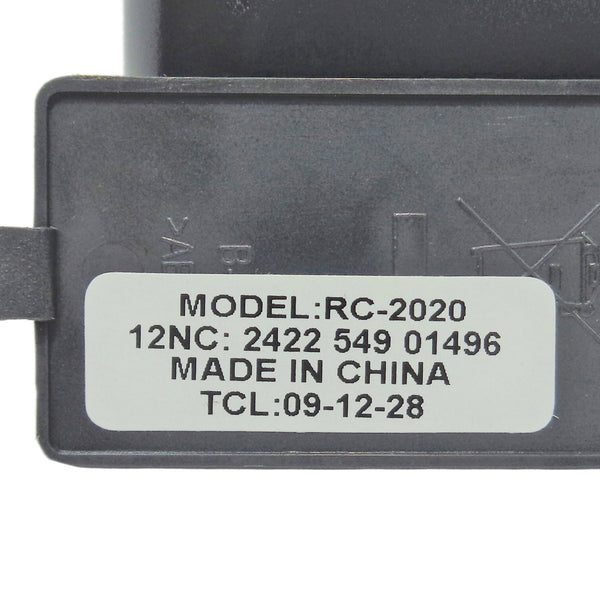 MODEL:RC-2020
12NC: 2422 549 01496
MADE IN CHINA
TCL:09-12-28